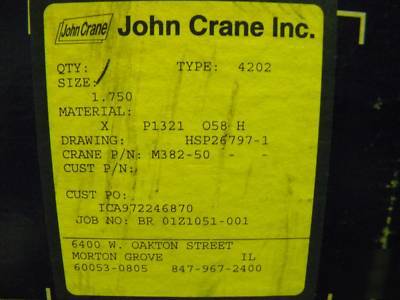 John Crane John Crane Inc.
QTY: TYPE: 4202
SIZE:
1.750
MATERIAL:
X P1321 O58 H
DRAWING: HSP26797-1
CRANE P/N: M382-50 - -
CUST P/N:
CUST PO:
ICA972246870
JOB NO: BR 01Z1051-001
6400 W. OAKTON STREET
MORTON GROVE IL
60053-0805 847-967-2400